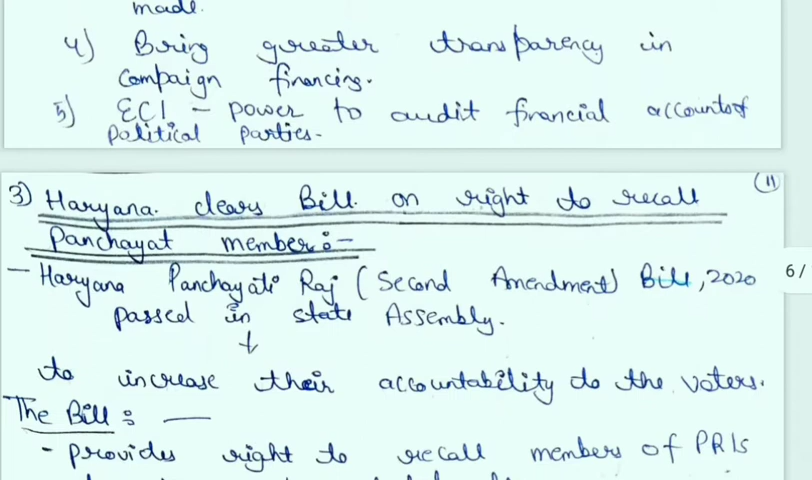 made.
4) Bring greater transparency in
campaign financing.
5) ECI - power to audit financial accounts of
political parties-
(11)
3) Haryana clears Bill on right to recall
Panchayat member:-
- Haryana Panchayati Raj (Second Amendment) Bill, 2020
6/
passed in state Assembly.
↓
to increase their accountability to the voters.
The Bill: —
- provides right to recall members of PRIs